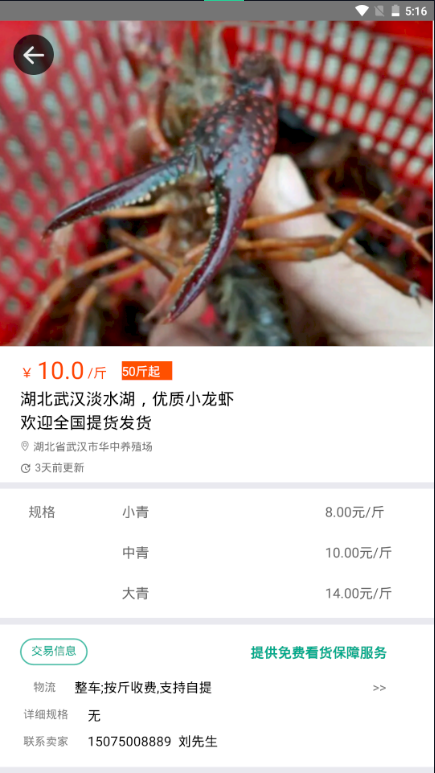 5:16
¥ 10.0 /斤 50斤起
湖北武汉淡水湖，优质小龙虾
欢迎全国提货发货
湖北省武汉市华中养殖场
3天前更新
规格 小青 8.00元/斤
中青 10.00元/斤
大青 14.00元/斤
交易信息 提供免费看货保障服务
物流 整车;按斤收费,支持自提 >>
详细规格 无
联系卖家 15075008889 刘先生